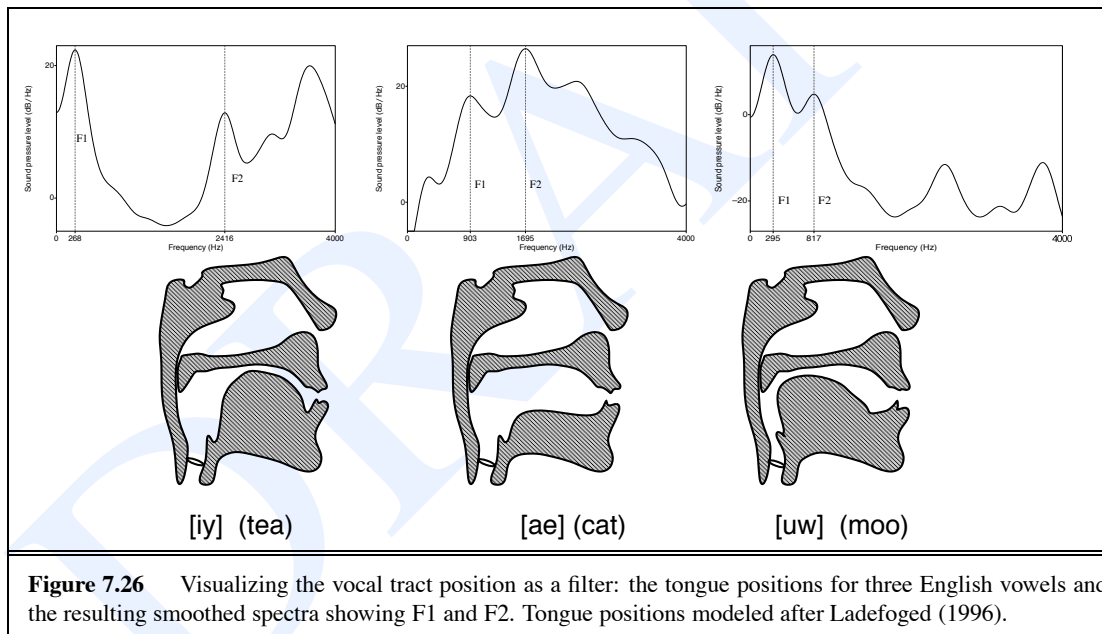 20
0
Sound pressure level (dB/Hz)
F1
F2
0 268 2416 4000
Frequency (Hz)
20
0
Sound pressure level (dB/Hz)
F1
F2
0 903 1695 4000
Frequency (Hz)
0
−20
Sound pressure level (dB/Hz)
F1
F2
0 295 817 4000
Frequency (Hz)
[iy] (tea)
[ae] (cat)
[uw] (moo)
Figure 7.26 Visualizing the vocal tract position as a filter: the tongue positions for three English vowels and
the resulting smoothed spectra showing F1 and F2. Tongue positions modeled after Ladefoged (1996).
DRAFT